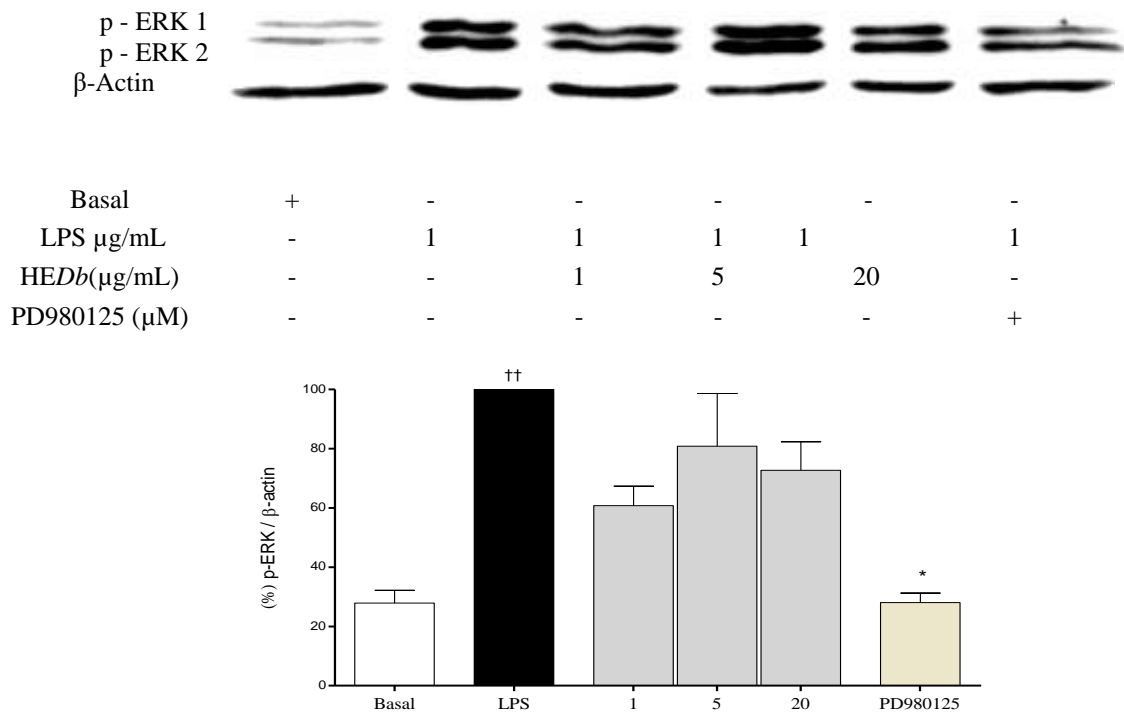 p - ERK 1
p - ERK 2
β-Actin
Basal + - - - - -
LPS µg/mL - 1 1 1 1 1
HEDb(µg/mL) - - 1 5 20 -
PD980125 (µM) - - - - - +
††
*
100
80
60
40
20
0
(%) p-ERK / β-actin
Basal LPS 1 5 20 PD980125